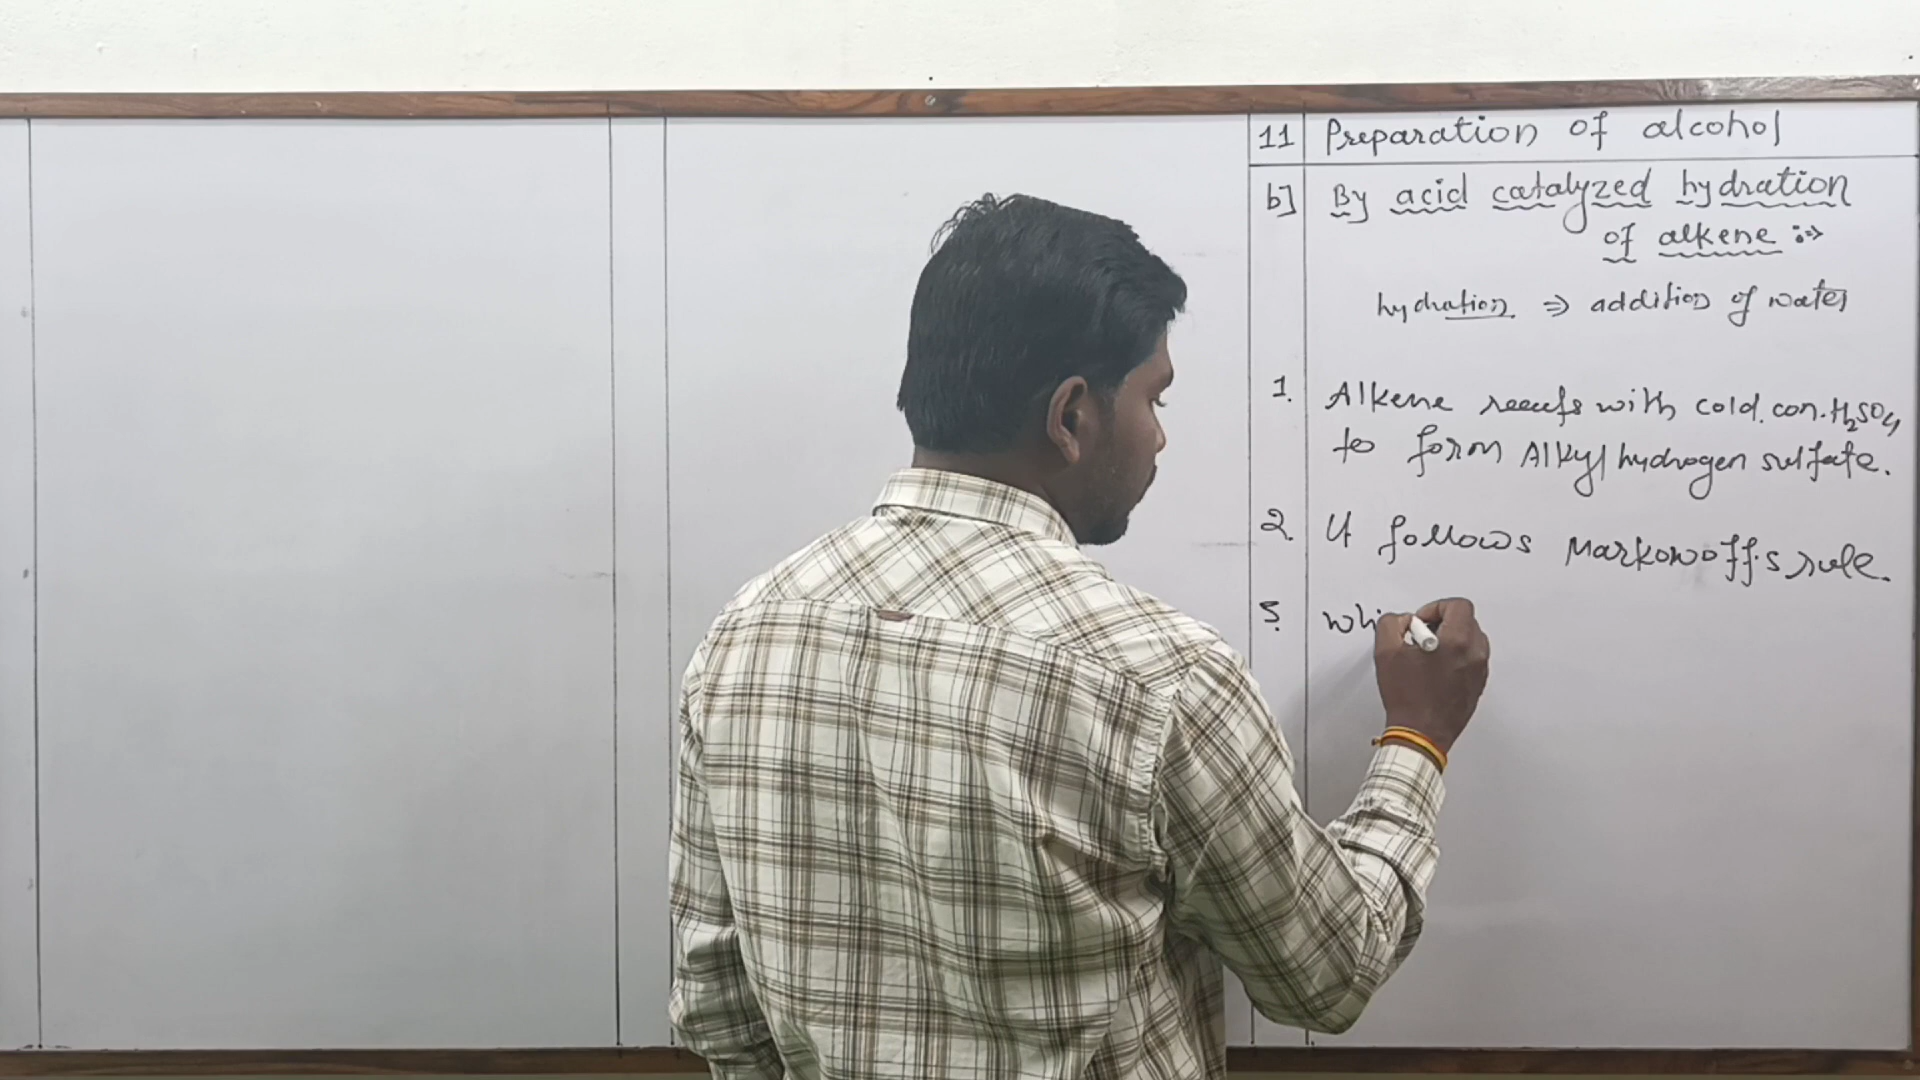 11 Preparation of alcohol
b] By acid catalyzed hydration
of alkene :⇒
hydration ⇒ addition of water
1. Alkene reacts with cold. con. H₂SO₄
to form Alkyl hydrogen sulfate.
2. It follows Markownoff.s rule.
3. whi